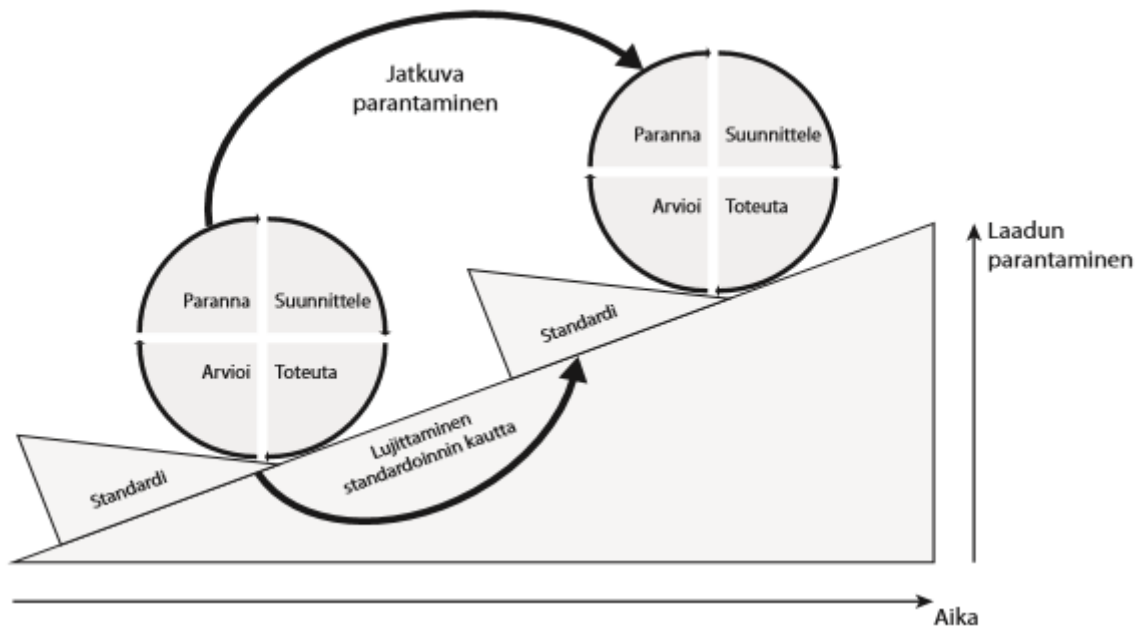 Jatkuva
parantaminen
Paranna
Suunnittele
Arvioi
Toteuta
Laadun
parantaminen
Paranna
Suunnittele
Arvioi
Toteuta
Standardi
Standardi
Lujittaminen
standardoinnin kautta
Aika